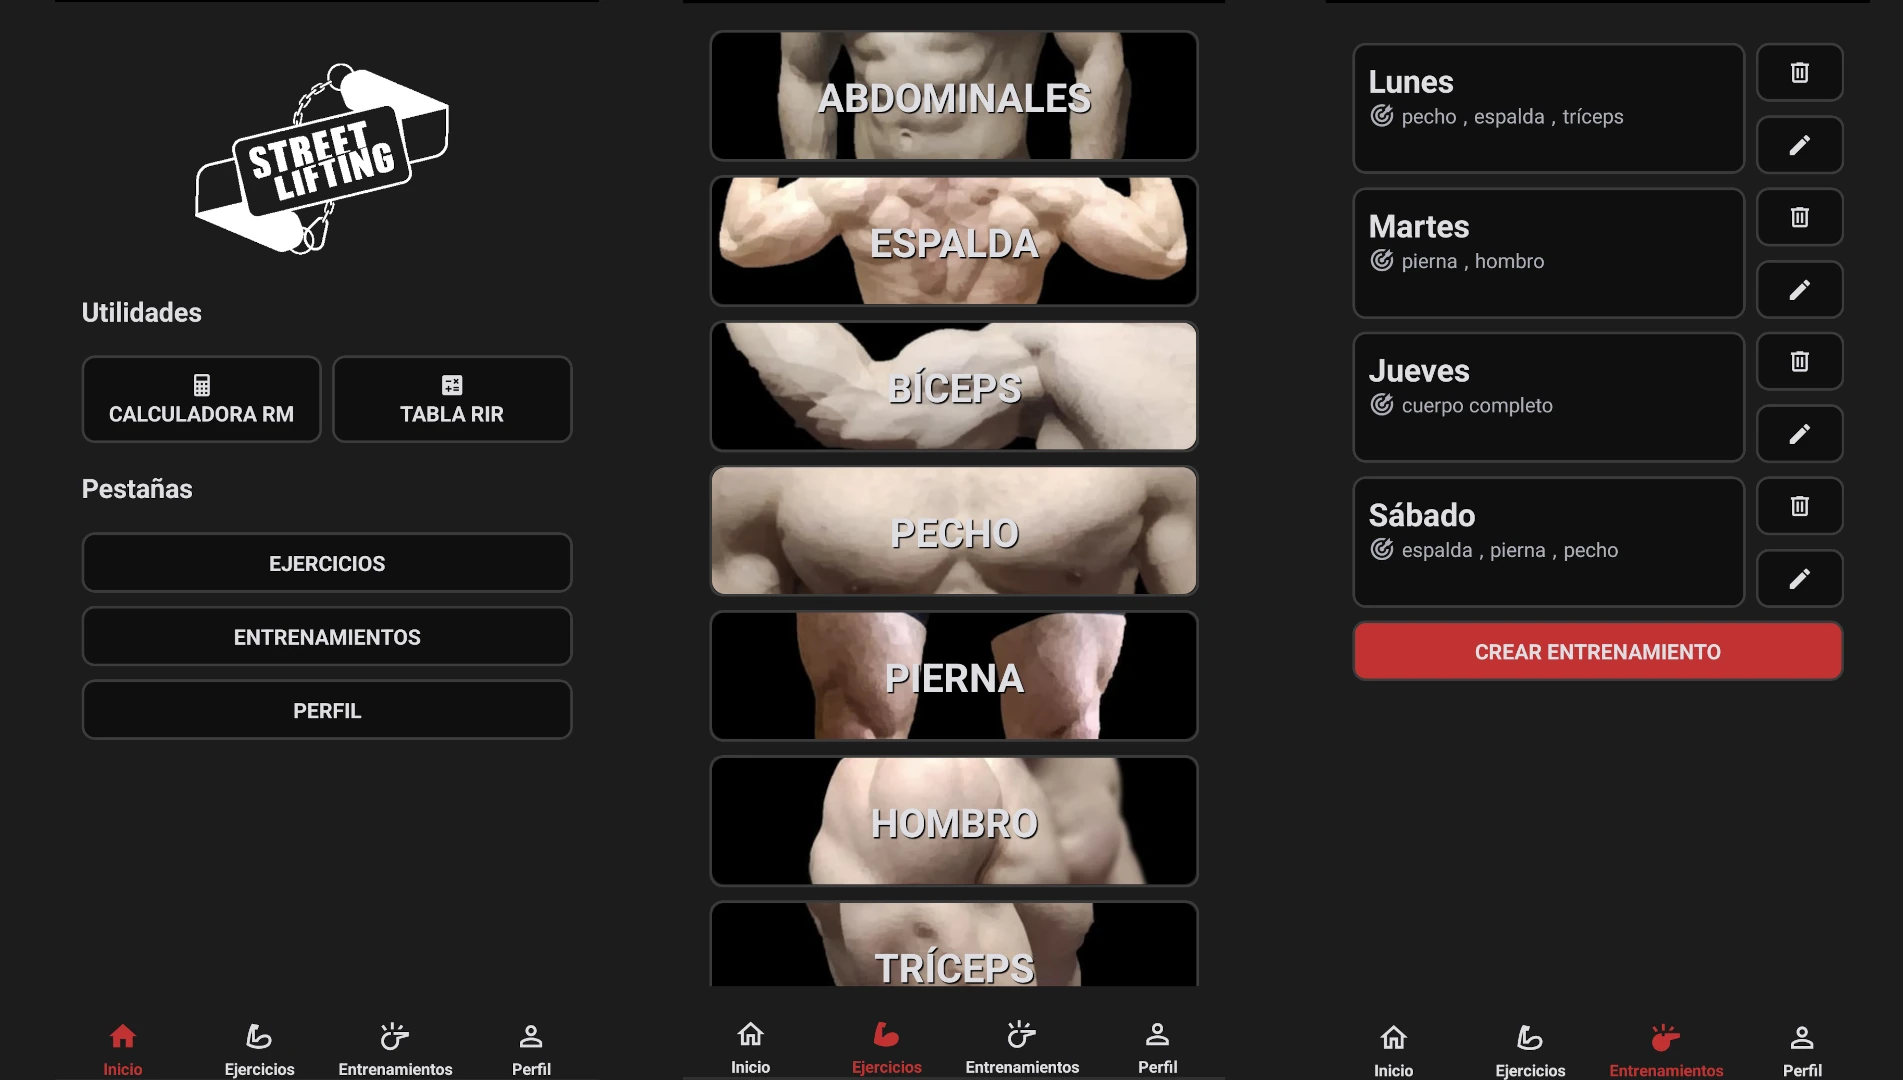 STREET
LIFTING
Utilidades
CALCULADORA RM
TABLA RIR
Pestañas
EJERCICIOS
ENTRENAMIENTOS
PERFIL
Inicio
Ejercicios
Entrenamientos
Perfil
ABDOMINALES
ESPALDA
BÍCEPS
PECHO
PIERNA
HOMBRO
TRÍCEPS
Inicio
Ejercicios
Entrenamientos
Perfil
Lunes
pecho , espalda , tríceps
Martes
pierna , hombro
Jueves
cuerpo completo
Sábado
espalda , pierna , pecho
CREAR ENTRENAMIENTO
Inicio
Ejercicios
Entrenamientos
Perfil